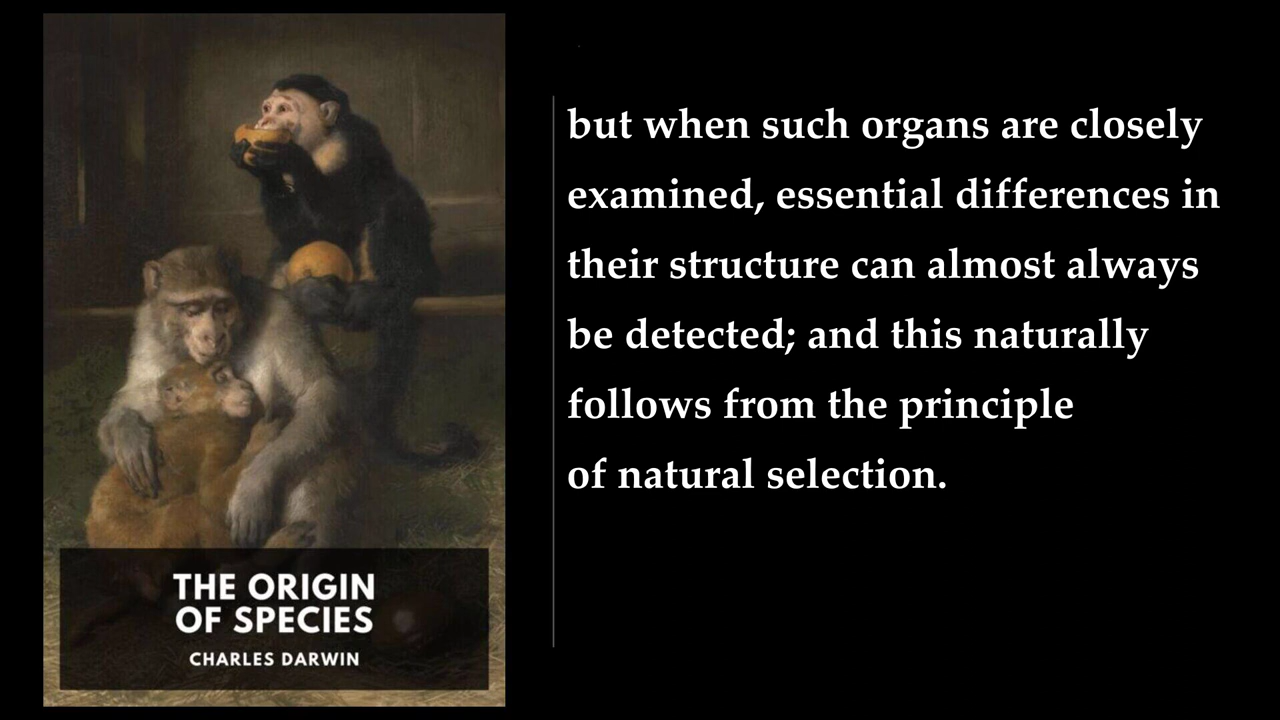 THE ORIGIN
OF SPECIES
CHARLES DARWIN
but when such organs are closely
examined, essential differences in
their structure can almost always
be detected; and this naturally
follows from the principle
of natural selection.